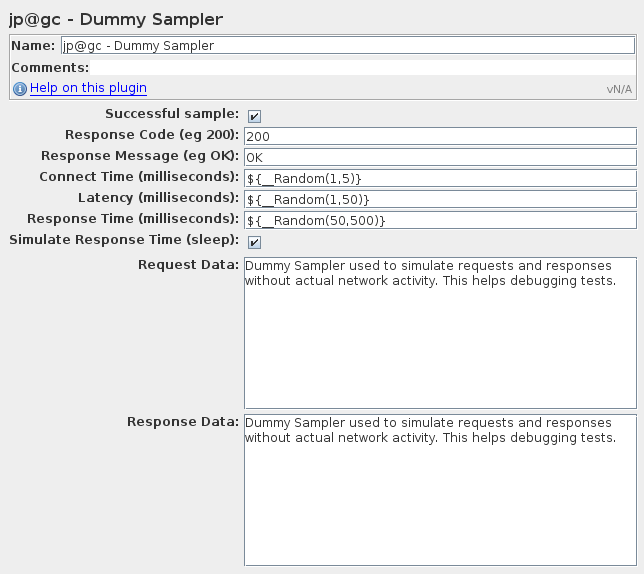 jp@gc - Dummy Sampler
Name: jp@gc - Dummy Sampler
Comments:
Help on this plugin vN/A
Successful sample:
Response Code (eg 200): 200
Response Message (eg OK): OK
Connect Time (milliseconds): ${__Random(1,5)}
Latency (milliseconds): ${__Random(1,50)}
Response Time (milliseconds): ${__Random(50,500)}
Simulate Response Time (sleep):
Request Data: Dummy Sampler used to simulate requests and responses
without actual network activity. This helps debugging tests.
Response Data: Dummy Sampler used to simulate requests and responses
without actual network activity. This helps debugging tests.